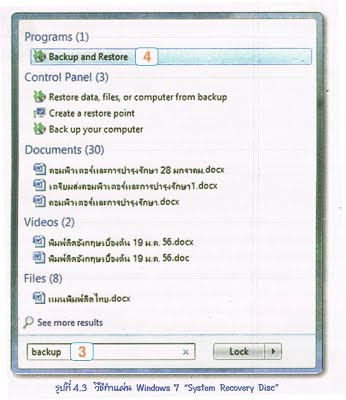 Programs (1)
Backup and Restore 4
Control Panel (3)
Restore data, files, or computer from backup
Create a restore point
Back up your computer
Documents (30)
คอมพิวเตอร์และการบำรุงรักษา 28 มกราคม.docx
เตรียมส่งคอมพิวเตอร์และการบำรุงรักษา1.docx
คอมพิวเตอร์และการบำรุงรักษา.docx
Videos (2)
พิมพ์ดีดอังกฤษเบื้องต้น 19 ม.ค. 56.docx
พิมพ์ดีดอังกฤษเบื้องต้น 19 ม.ค. 56.doc
Files (8)
แผนพิมพ์ดีดไทย.docx
See more results
backup 3 × Lock
รูปที่ 4.3 วิธีทำแผ่น Windows 7 "System Recovery Disc"